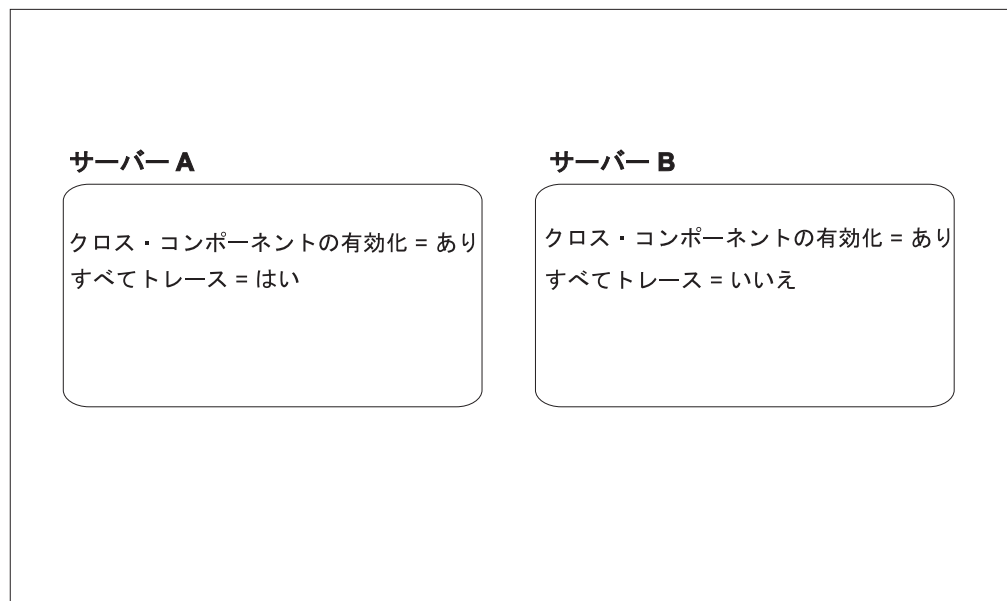 サーバー A
クロス・コンポーネントの有効化 = あり
すべてトレース = はい
サーバー B
クロス・コンポーネントの有効化 = あり
すべてトレース = いいえ